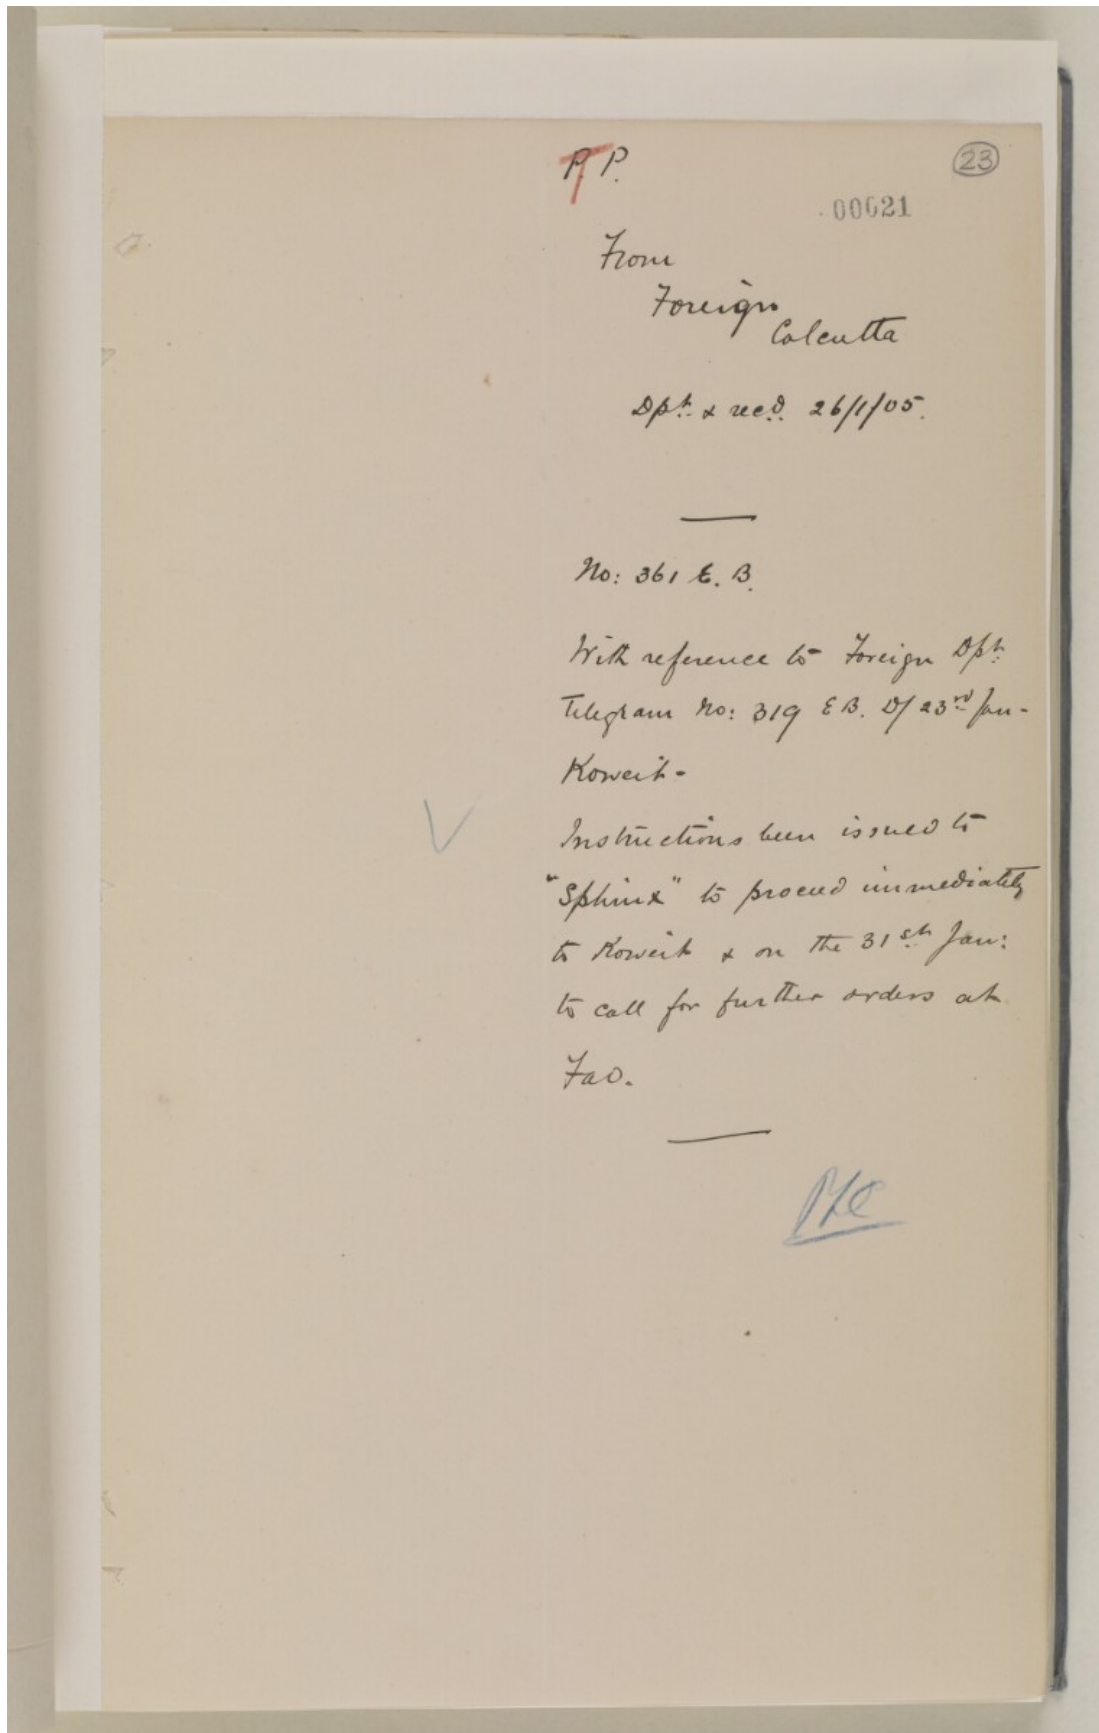 P. P.
23
00021
From
Foreign
Calcutta
Dpt. & recd. 26/1/05.
No: 361 E. B.
With reference to Foreign Dpt:
Telegram No: 319 E B. D/ 23rd Jan -
Koweit -
Instructions been issued to
"Sphinx" to proceed immediately
to Koweit & on the 31st Jan:
to call for further orders at
Fao.